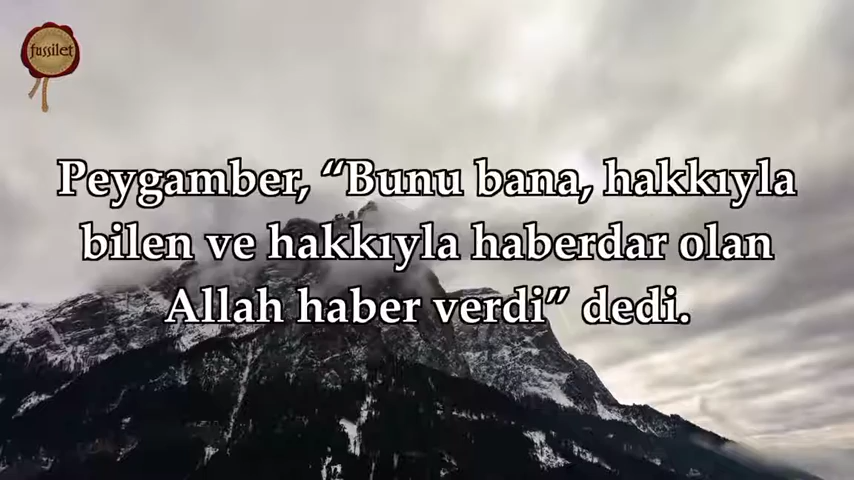 fussilet
Peygamber, “Bunu bana, hakkıyla
bilen ve hakkıyla haberdar olan
Allah haber verdi” dedi.